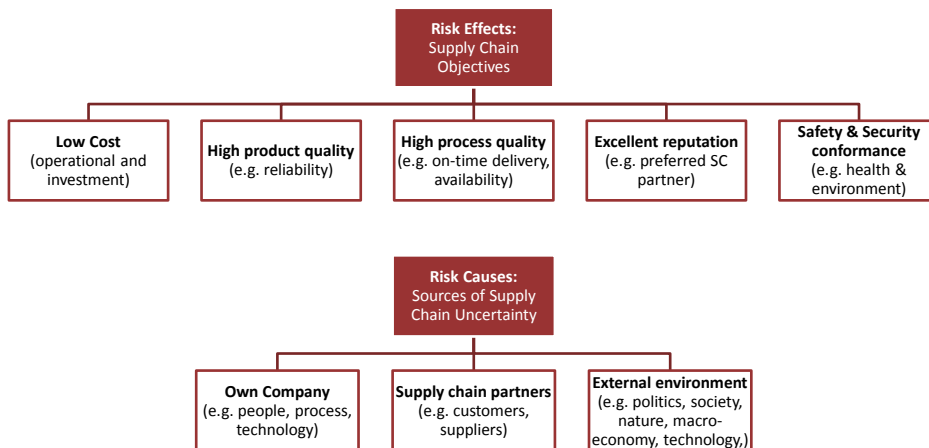 Risk Effects:
Supply Chain
Objectives
Low Cost
(operational and
investment)
High product quality
(e.g. reliability)
High process quality
(e.g. on-time delivery,
availability)
Excellent reputation
(e.g. preferred SC
partner)
Safety & Security
conformance
(e.g. health &
environment)
Risk Causes:
Sources of Supply
Chain Uncertainty
Own Company
(e.g. people, process,
technology)
Supply chain partners
(e.g. customers,
suppliers)
External environment
(e.g. politics, society,
nature, macro-
economy, technology,)